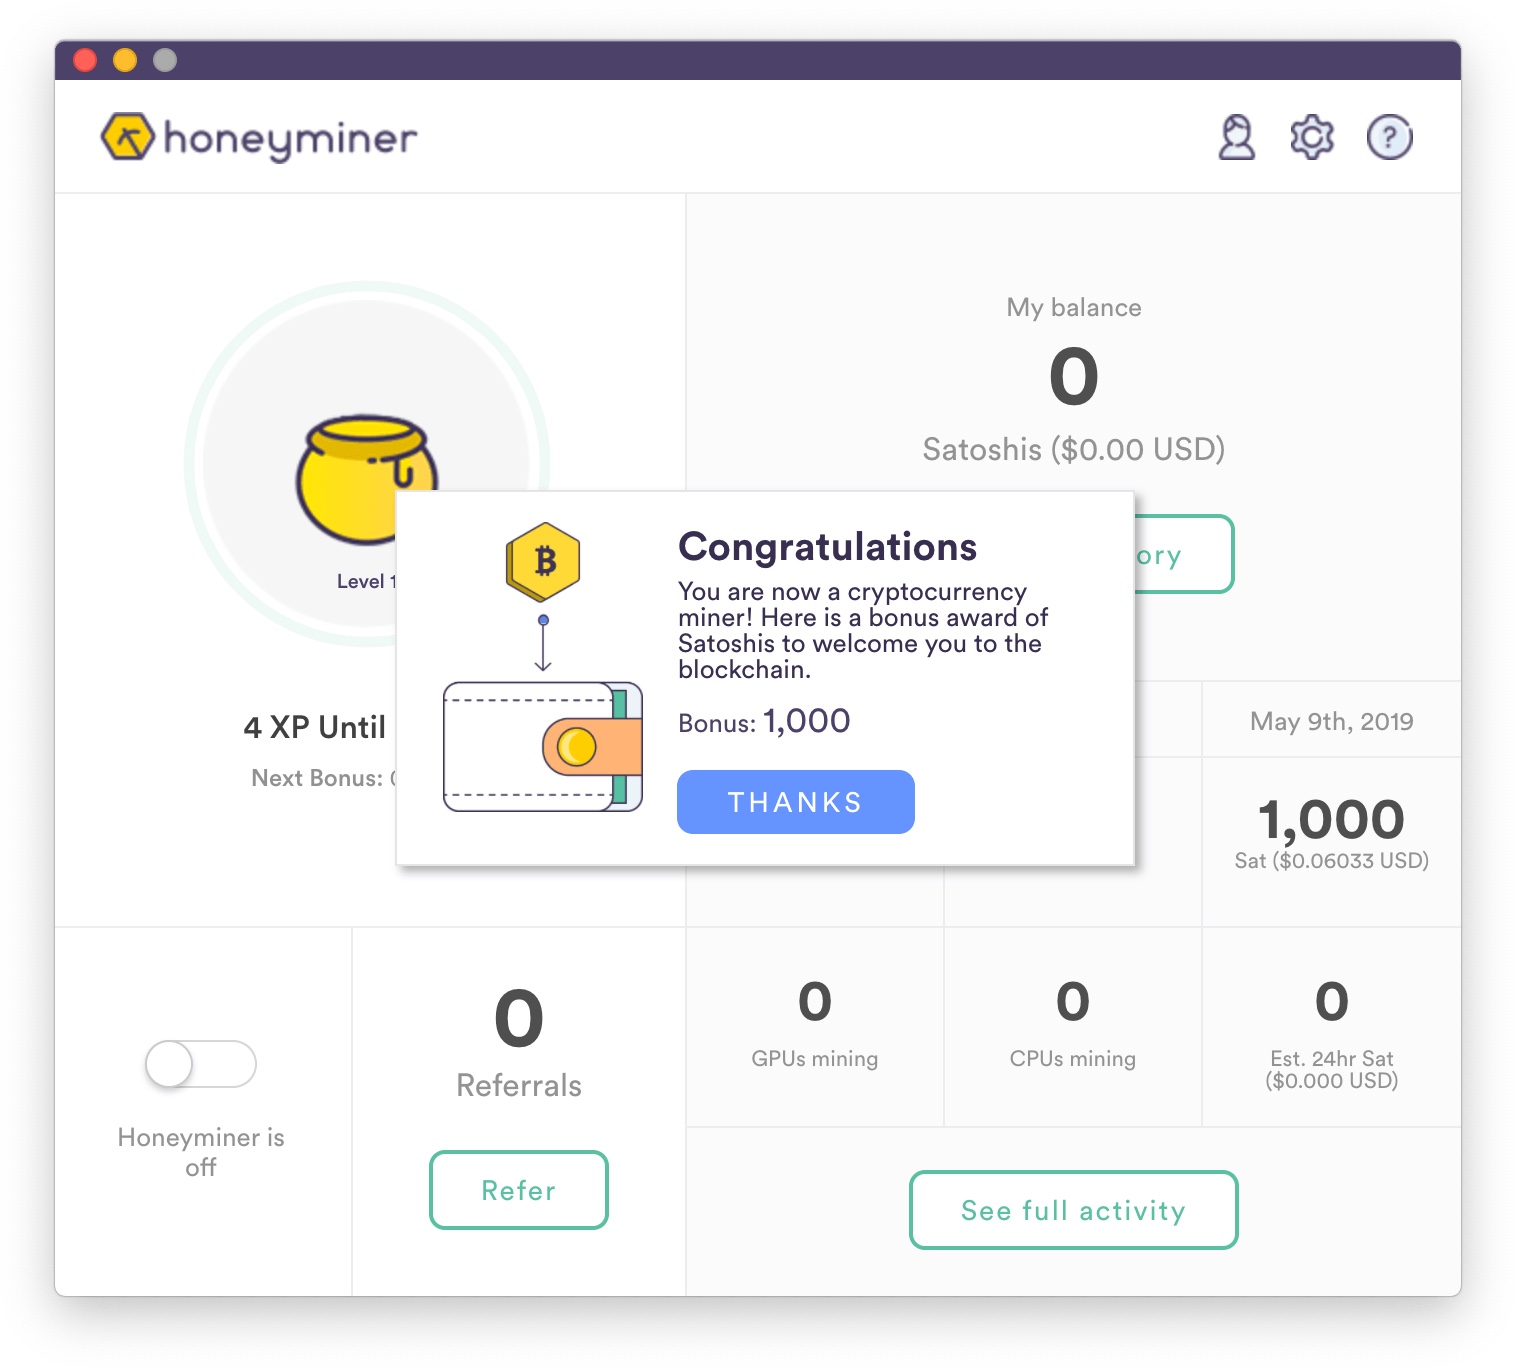 honeyminer
?
My balance
0
Satoshis ($0.00 USD)
ory
Level 1
4 XP Until
Next Bonus:
Congratulations
You are now a cryptocurrency
miner! Here is a bonus award of
Satoshis to welcome you to the
blockchain.
Bonus: 1,000
THANKS
May 9th, 2019
1,000
Sat ($0.06033 USD)
Honeyminer is
off
0
Referrals
Refer
0
GPUs mining
0
CPUs mining
0
Est. 24hr Sat
($0.000 USD)
See full activity